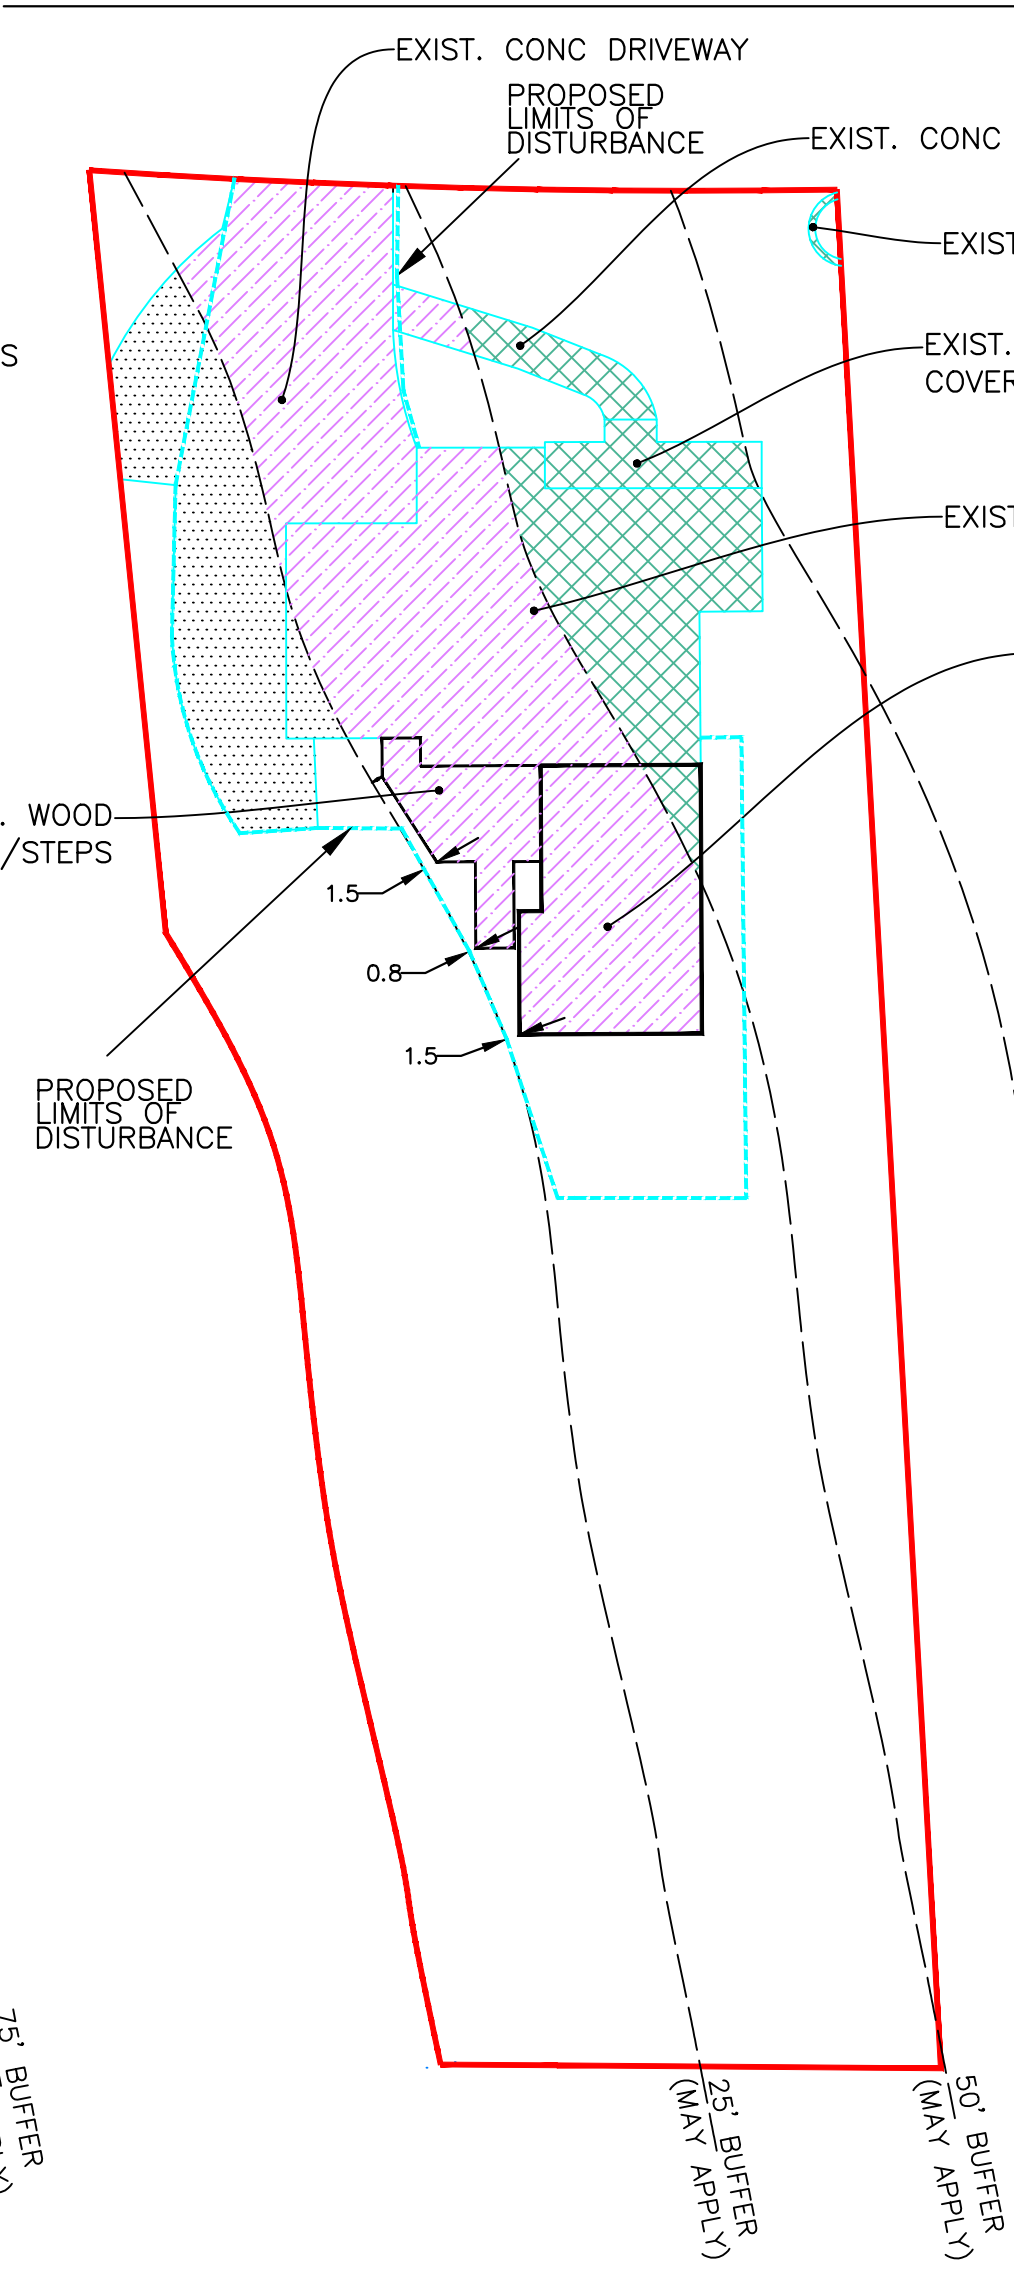 EXIST. CONC DRIVEWAY
PROPOSED
LIMITS OF
DISTURBANCE
EXIST. CONC
EXIST
S
EXIST.
COVER
EXIST
. WOOD
/STEPS
1.5
0.8
1.5
PROPOSED
LIMITS OF
DISTURBANCE
75' BUFFER
LY)
25' BUFFER
(MAY APPLY)
50' BUFFER
(MAY APPLY)